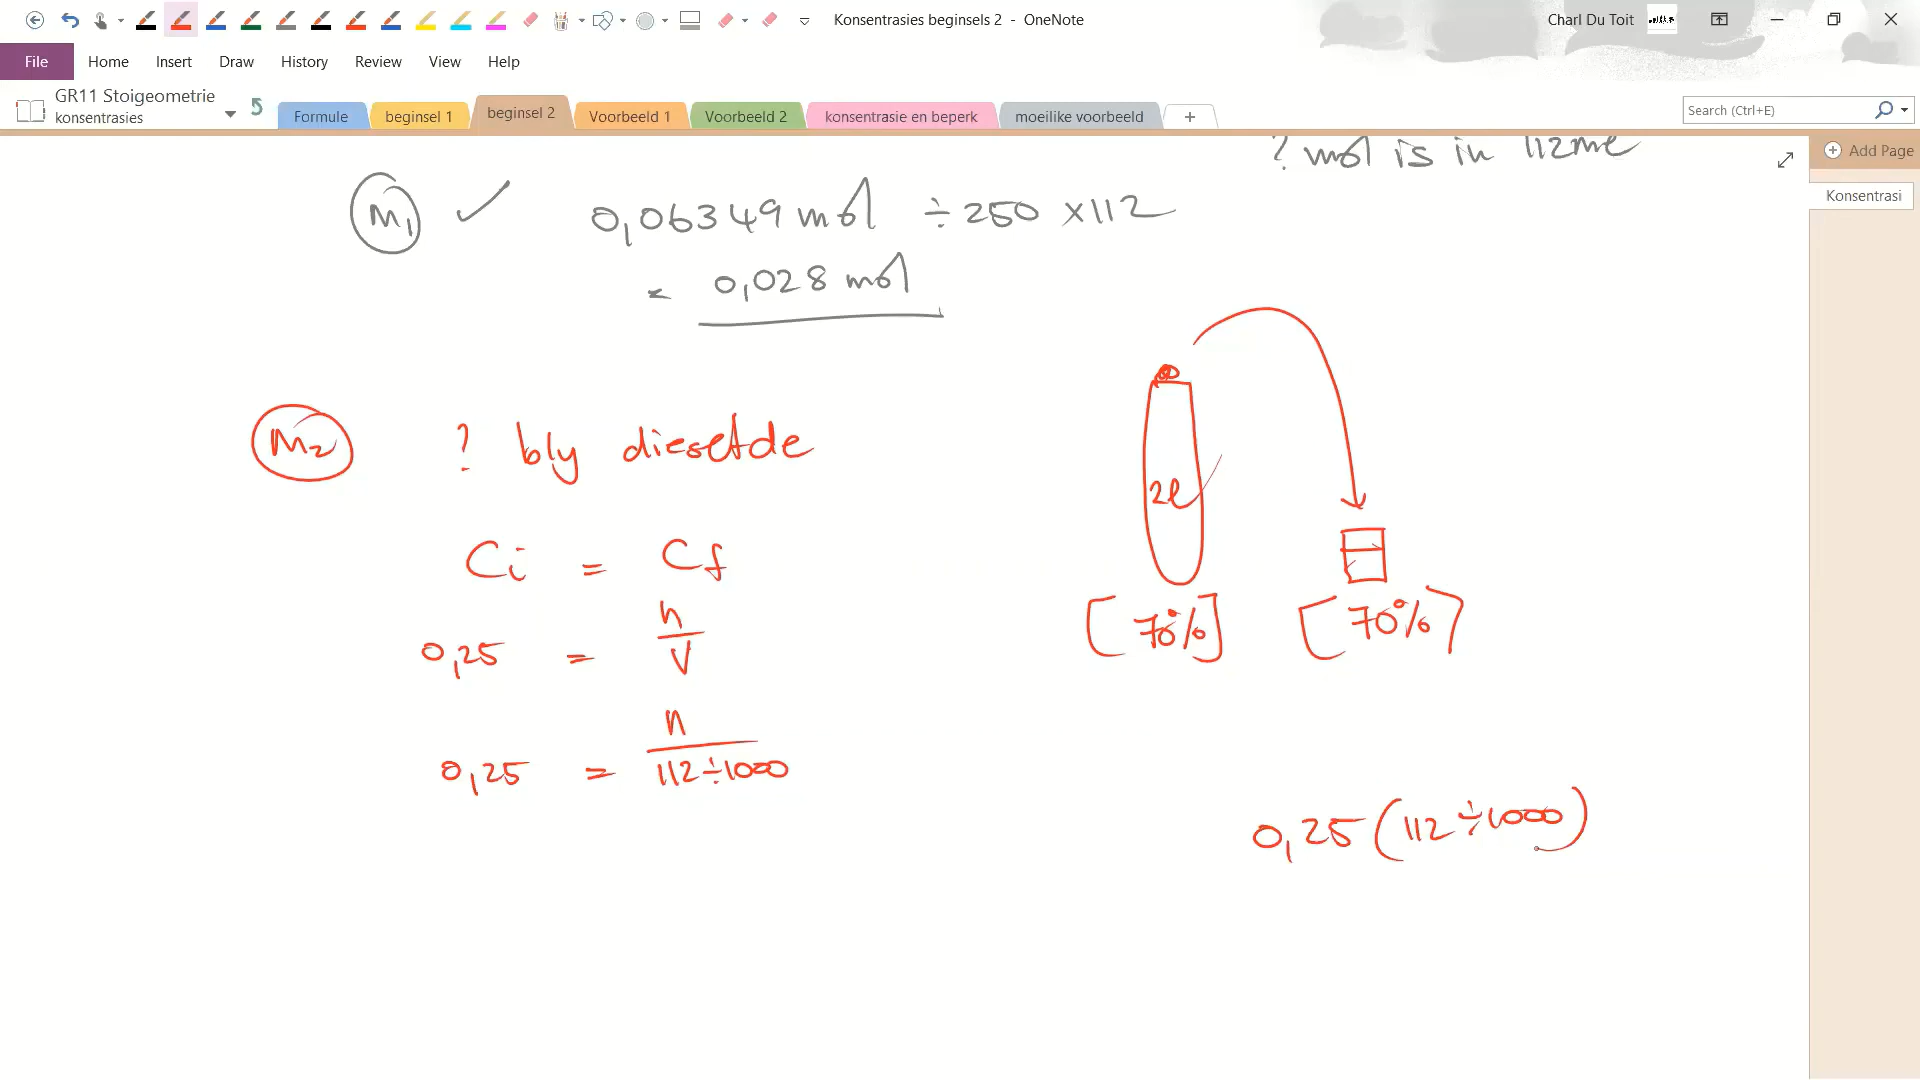 Konsentrasies beginsels 2 - OneNote
Charl Du Toit
File Home Insert Draw History Review View Help
GR11 Stoigeometrie
konsentrasies
Formule beginsel 1 beginsel 2 Voorbeeld 1 Voorbeeld 2 konsentrasie en beperk moeilike voorbeeld +
Search (Ctrl+E)
Add Page
Konsentrasi
? mol is in 112ml
M1 ✓ 0,06349 mol ÷ 250 x 112
= 0,028 mol
M2 ? bly dieselfde
Ci = Cf
0,25 = n/V
0,25 = n/112÷1000
2l
[70%] [70%]
0,25(112÷1000)